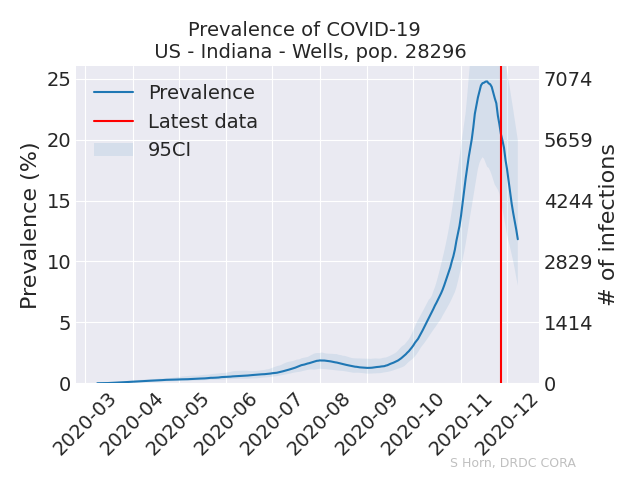 Prevalence of COVID-19
US - Indiana - Wells, pop. 28296
Prevalence
Latest data
95CI
Prevalence (%)
25
20
15
10
5
0
7074
5659
4244
2829
1414
0
# of infections
2020-03
2020-04
2020-05
2020-06
2020-07
2020-08
2020-09
2020-10
2020-11
2020-12
S Horn, DRDC CORA